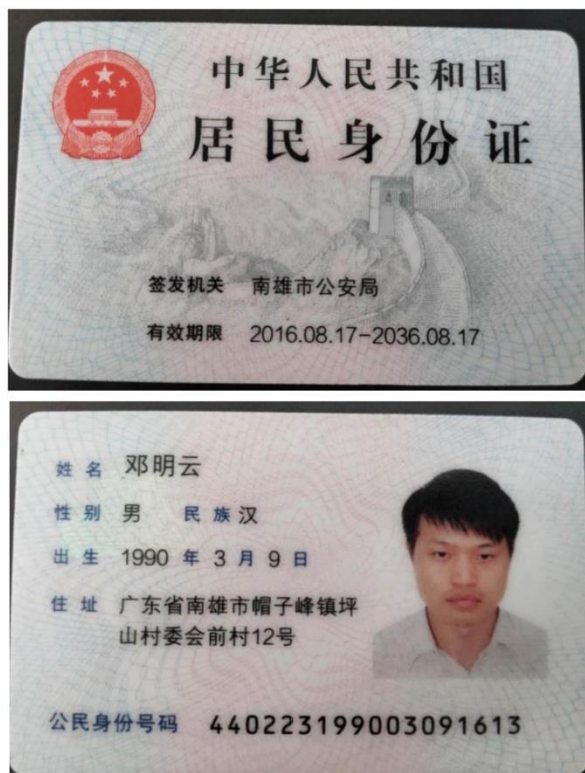 中华人民共和国
居民身份证
签发机关 南雄市公安局
有效期限 2016.08.17-2036.08.17
姓名 邓明云
性别 男 民族 汉
出生 1990 年 3 月 9 日
住址 广东省南雄市帽子峰镇坪
山村委会前村12号
公民身份号码 440223199003091613